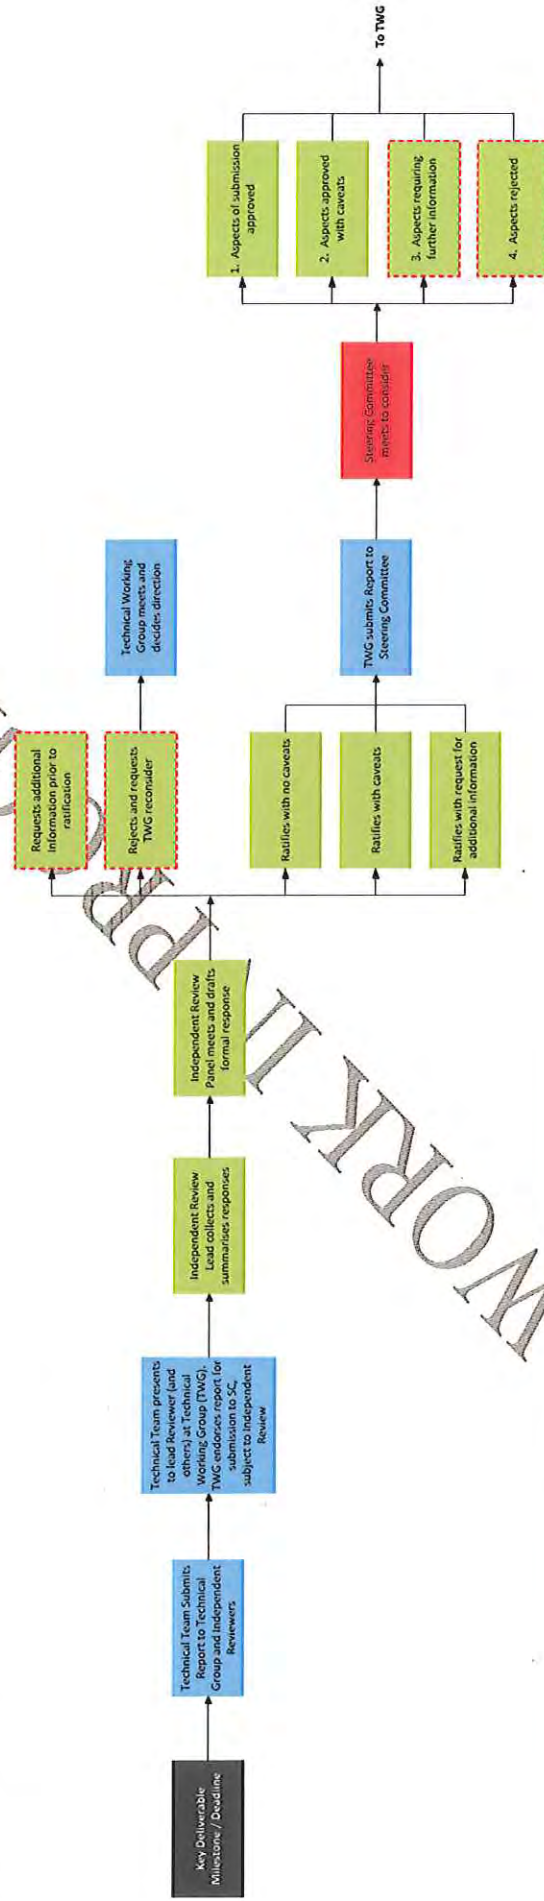 Key Deliverable
Milestone / Deadline
Technical Team Submits
Report to Technical
Group and Independent
Reviewers
Technical Team presents
to lead Reviewer (and
others) at Technical
Working Group (TWG).
TWG endorses report for
submission to SC,
subject to Independent
Review
Independent Review
Lead collects and
summarises responses
Independent Review
Panel meets and drafts
formal response
Requests additional
information prior to
ratification
Rejects and requests
TWG reconsider
Ratifies with no caveats
Ratifies with caveats
Ratifies with request for
additional information
Technical Working
Group meets and
decides direction
TWG submits Report to
Steering Committee
Steering Committee
meets to consider
1. Aspects of submission
approved
2. Aspects approved
with caveats
3. Aspects requiring
further information
4. Aspects rejected
To TWG
WORK